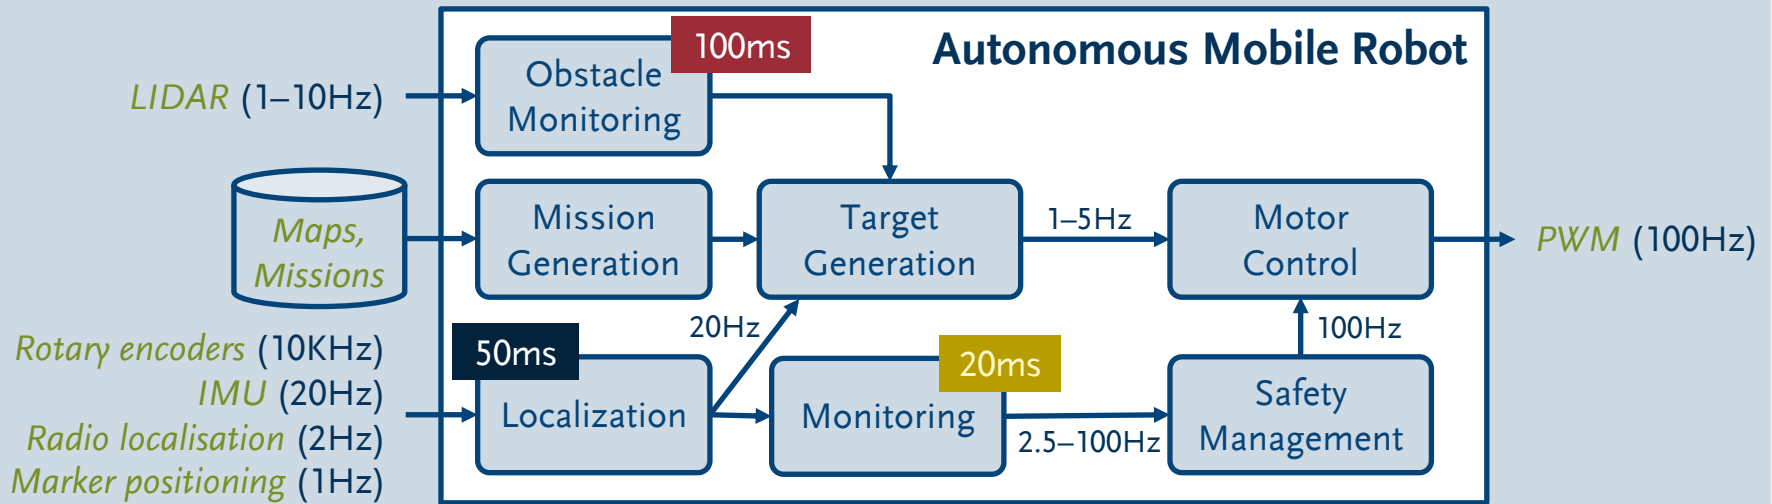 Autonomous Mobile Robot
100ms
Obstacle
Monitoring
LIDAR (1–10Hz)
Maps,
Missions
Mission
Generation
Target
Generation
1–5Hz
Motor
Control
PWM (100Hz)
20Hz
100Hz
Rotary encoders (10KHz)
IMU (20Hz)
Radio localisation (2Hz)
Marker positioning (1Hz)
50ms
Localization
20ms
Monitoring
2.5–100Hz
Safety
Management